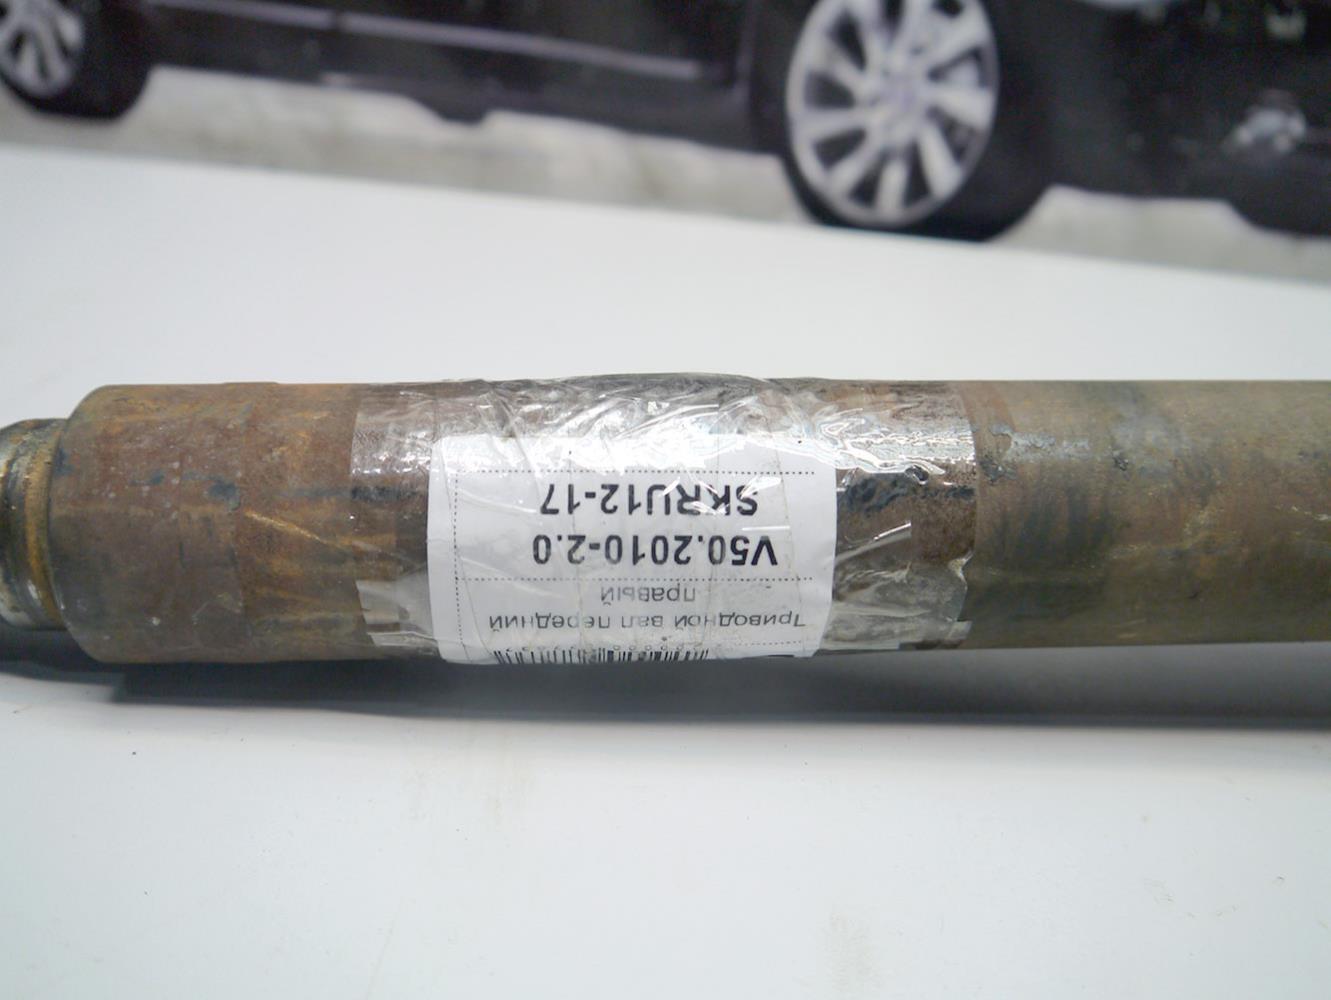 Приводной вал передний
правый
V50.2010-2.0
SKRU12-17